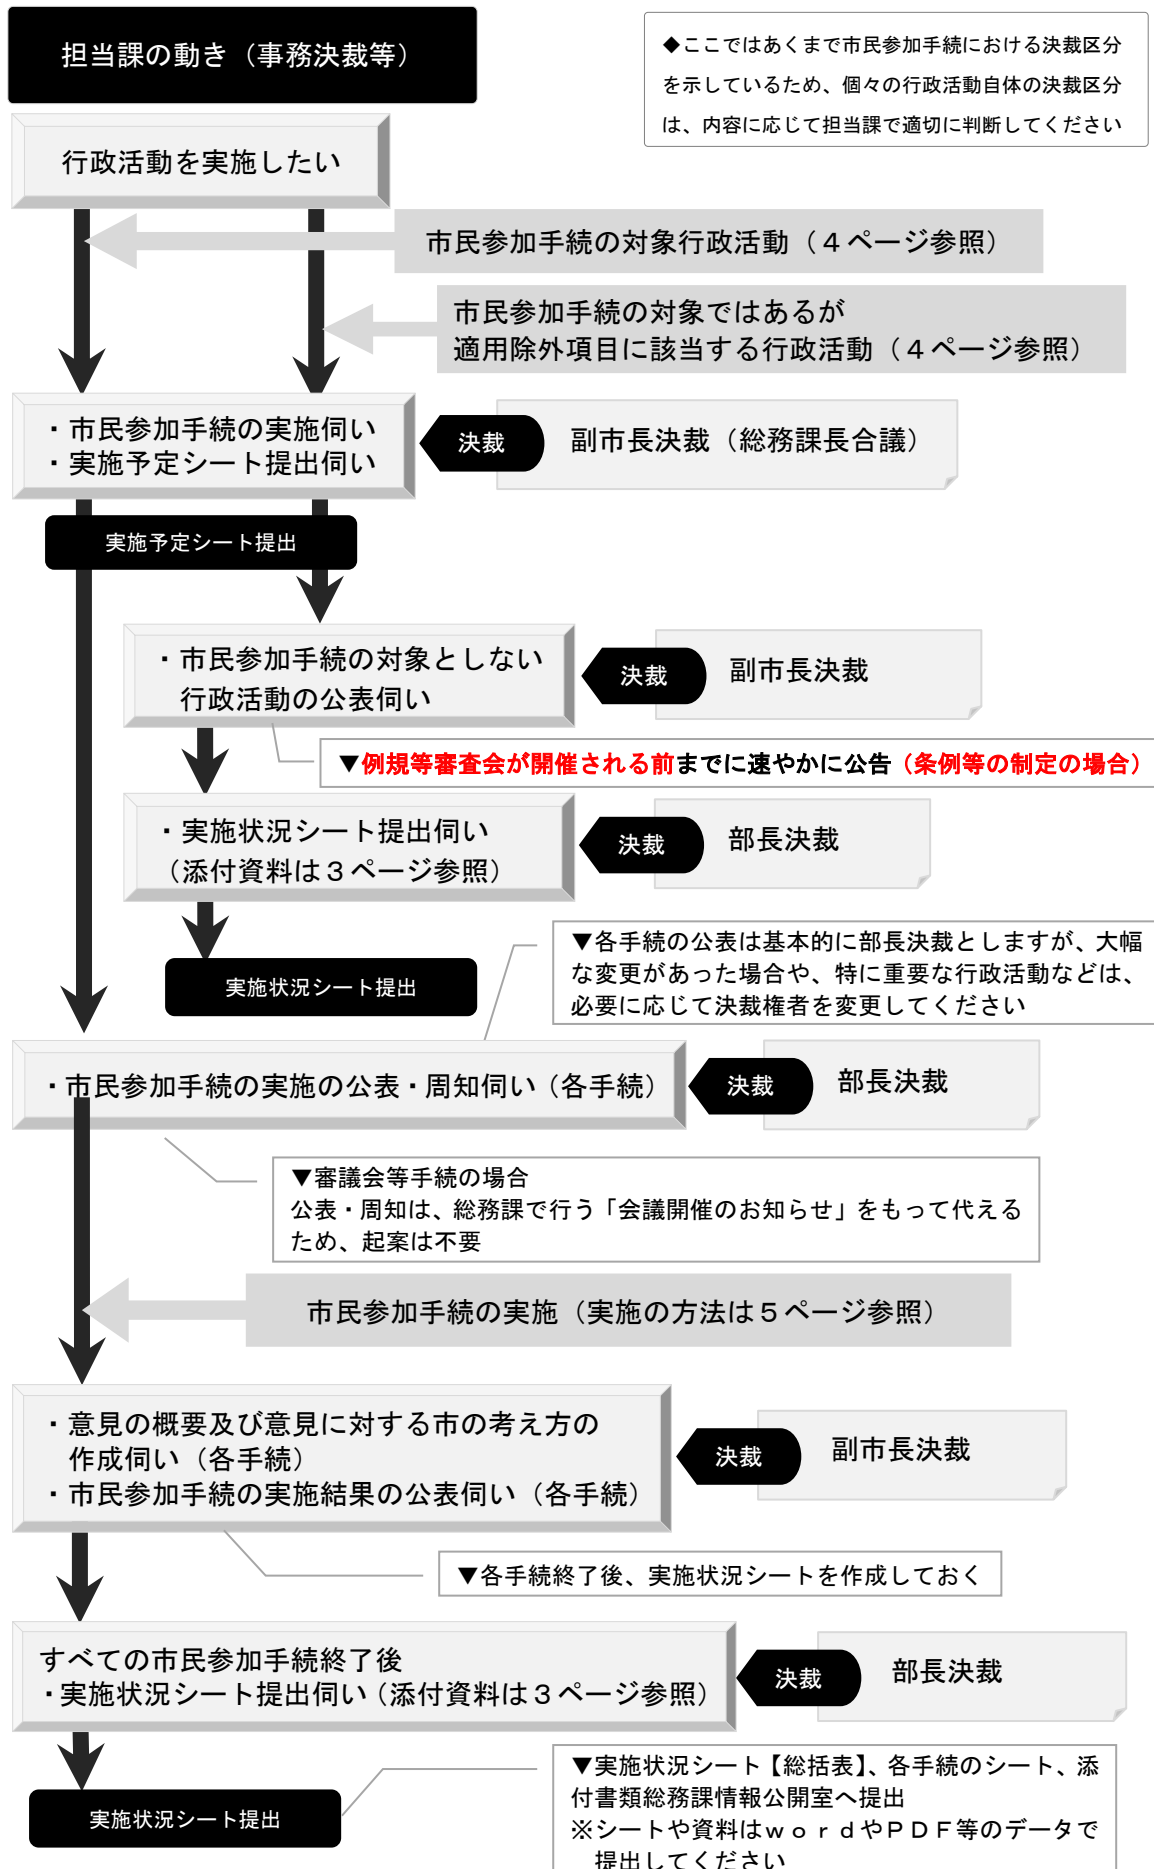 担当課の動き（事務決裁等）
◆ここではあくまで市民参加手続における決裁区分
を示しているため、個々の行政活動自体の決裁区分
は、内容に応じて担当課で適切に判断してください
行政活動を実施したい
市民参加手続の対象行政活動（４ページ参照）
市民参加手続の対象ではあるが
適用除外項目に該当する行政活動（４ページ参照）
・市民参加手続の実施伺い
・実施予定シート提出伺い
決裁
副市長決裁（総務課長合議）
実施予定シート提出
・市民参加手続の対象としない
行政活動の公表伺い
決裁
副市長決裁
▼例規等審査会が開催される前までに速やかに公告（条例等の制定の場合）
・実施状況シート提出伺い
（添付資料は３ページ参照）
決裁
部長決裁
▼各手続の公表は基本的に部長決裁としますが、大幅
な変更があった場合や、特に重要な行政活動などは、
必要に応じて決裁権者を変更してください
実施状況シート提出
・市民参加手続の実施の公表・周知伺い（各手続）
決裁
部長決裁
▼審議会等手続の場合
公表・周知は、総務課で行う「会議開催のお知らせ」をもって代える
ため、起案は不要
市民参加手続の実施（実施の方法は５ページ参照）
・意見の概要及び意見に対する市の考え方の
作成伺い（各手続）
・市民参加手続の実施結果の公表伺い（各手続）
決裁
副市長決裁
▼各手続終了後、実施状況シートを作成しておく
すべての市民参加手続終了後
・実施状況シート提出伺い（添付資料は３ページ参照）
決裁
部長決裁
実施状況シート提出
▼実施状況シート【総括表】、各手続のシート、添
付書類総務課情報公開室へ提出
※シートや資料はｗｏｒｄやＰＤＦ等のデータで
提出してください